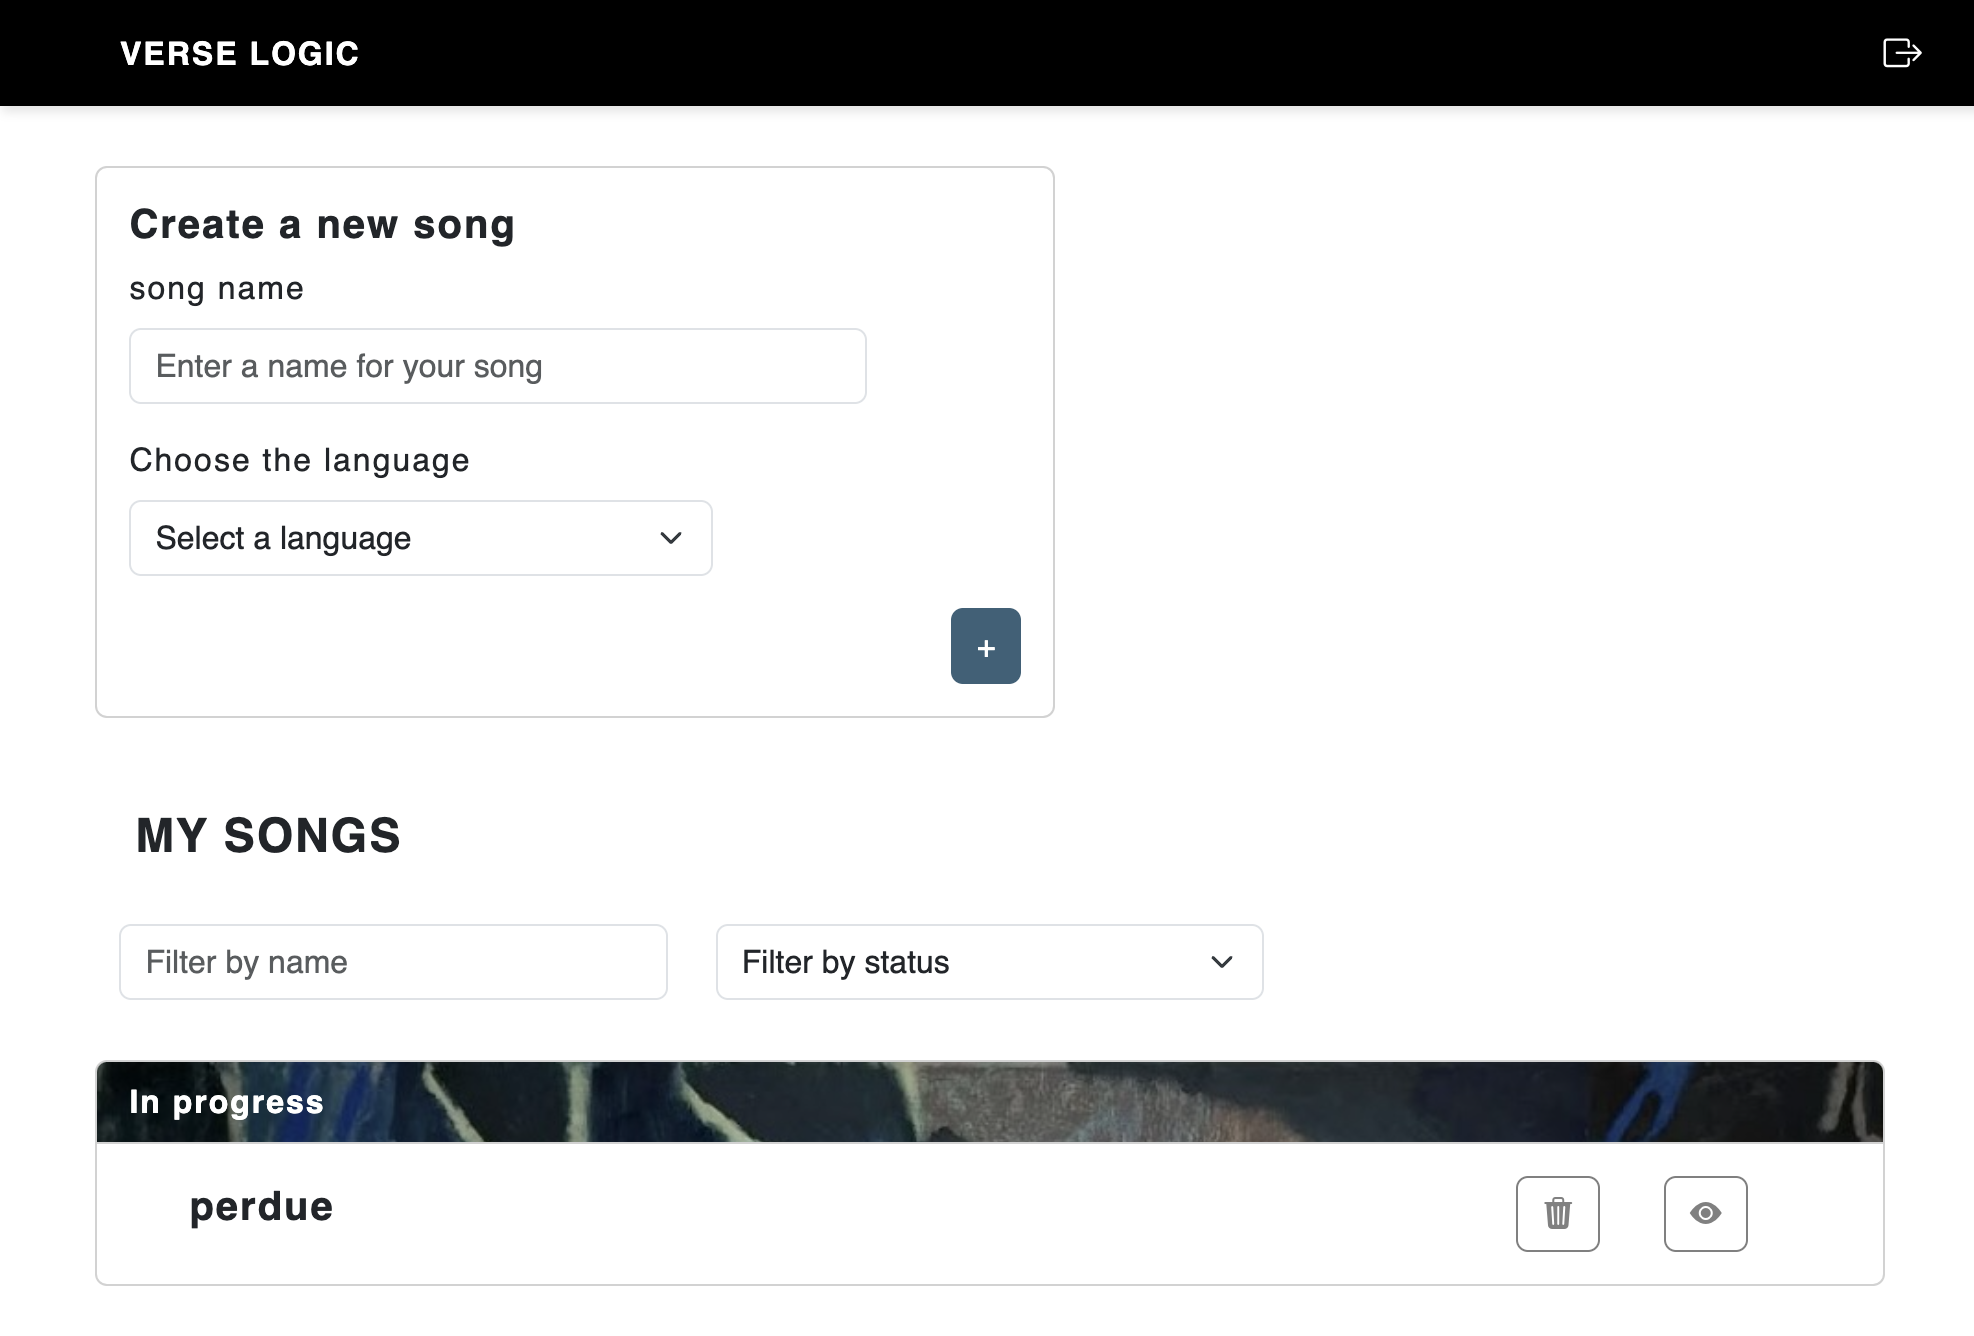 VERSE LOGIC
Create a new song
song name
Enter a name for your song
Choose the language
Select a language
+
MY SONGS
Filter by name
Filter by status
In progress
perdue